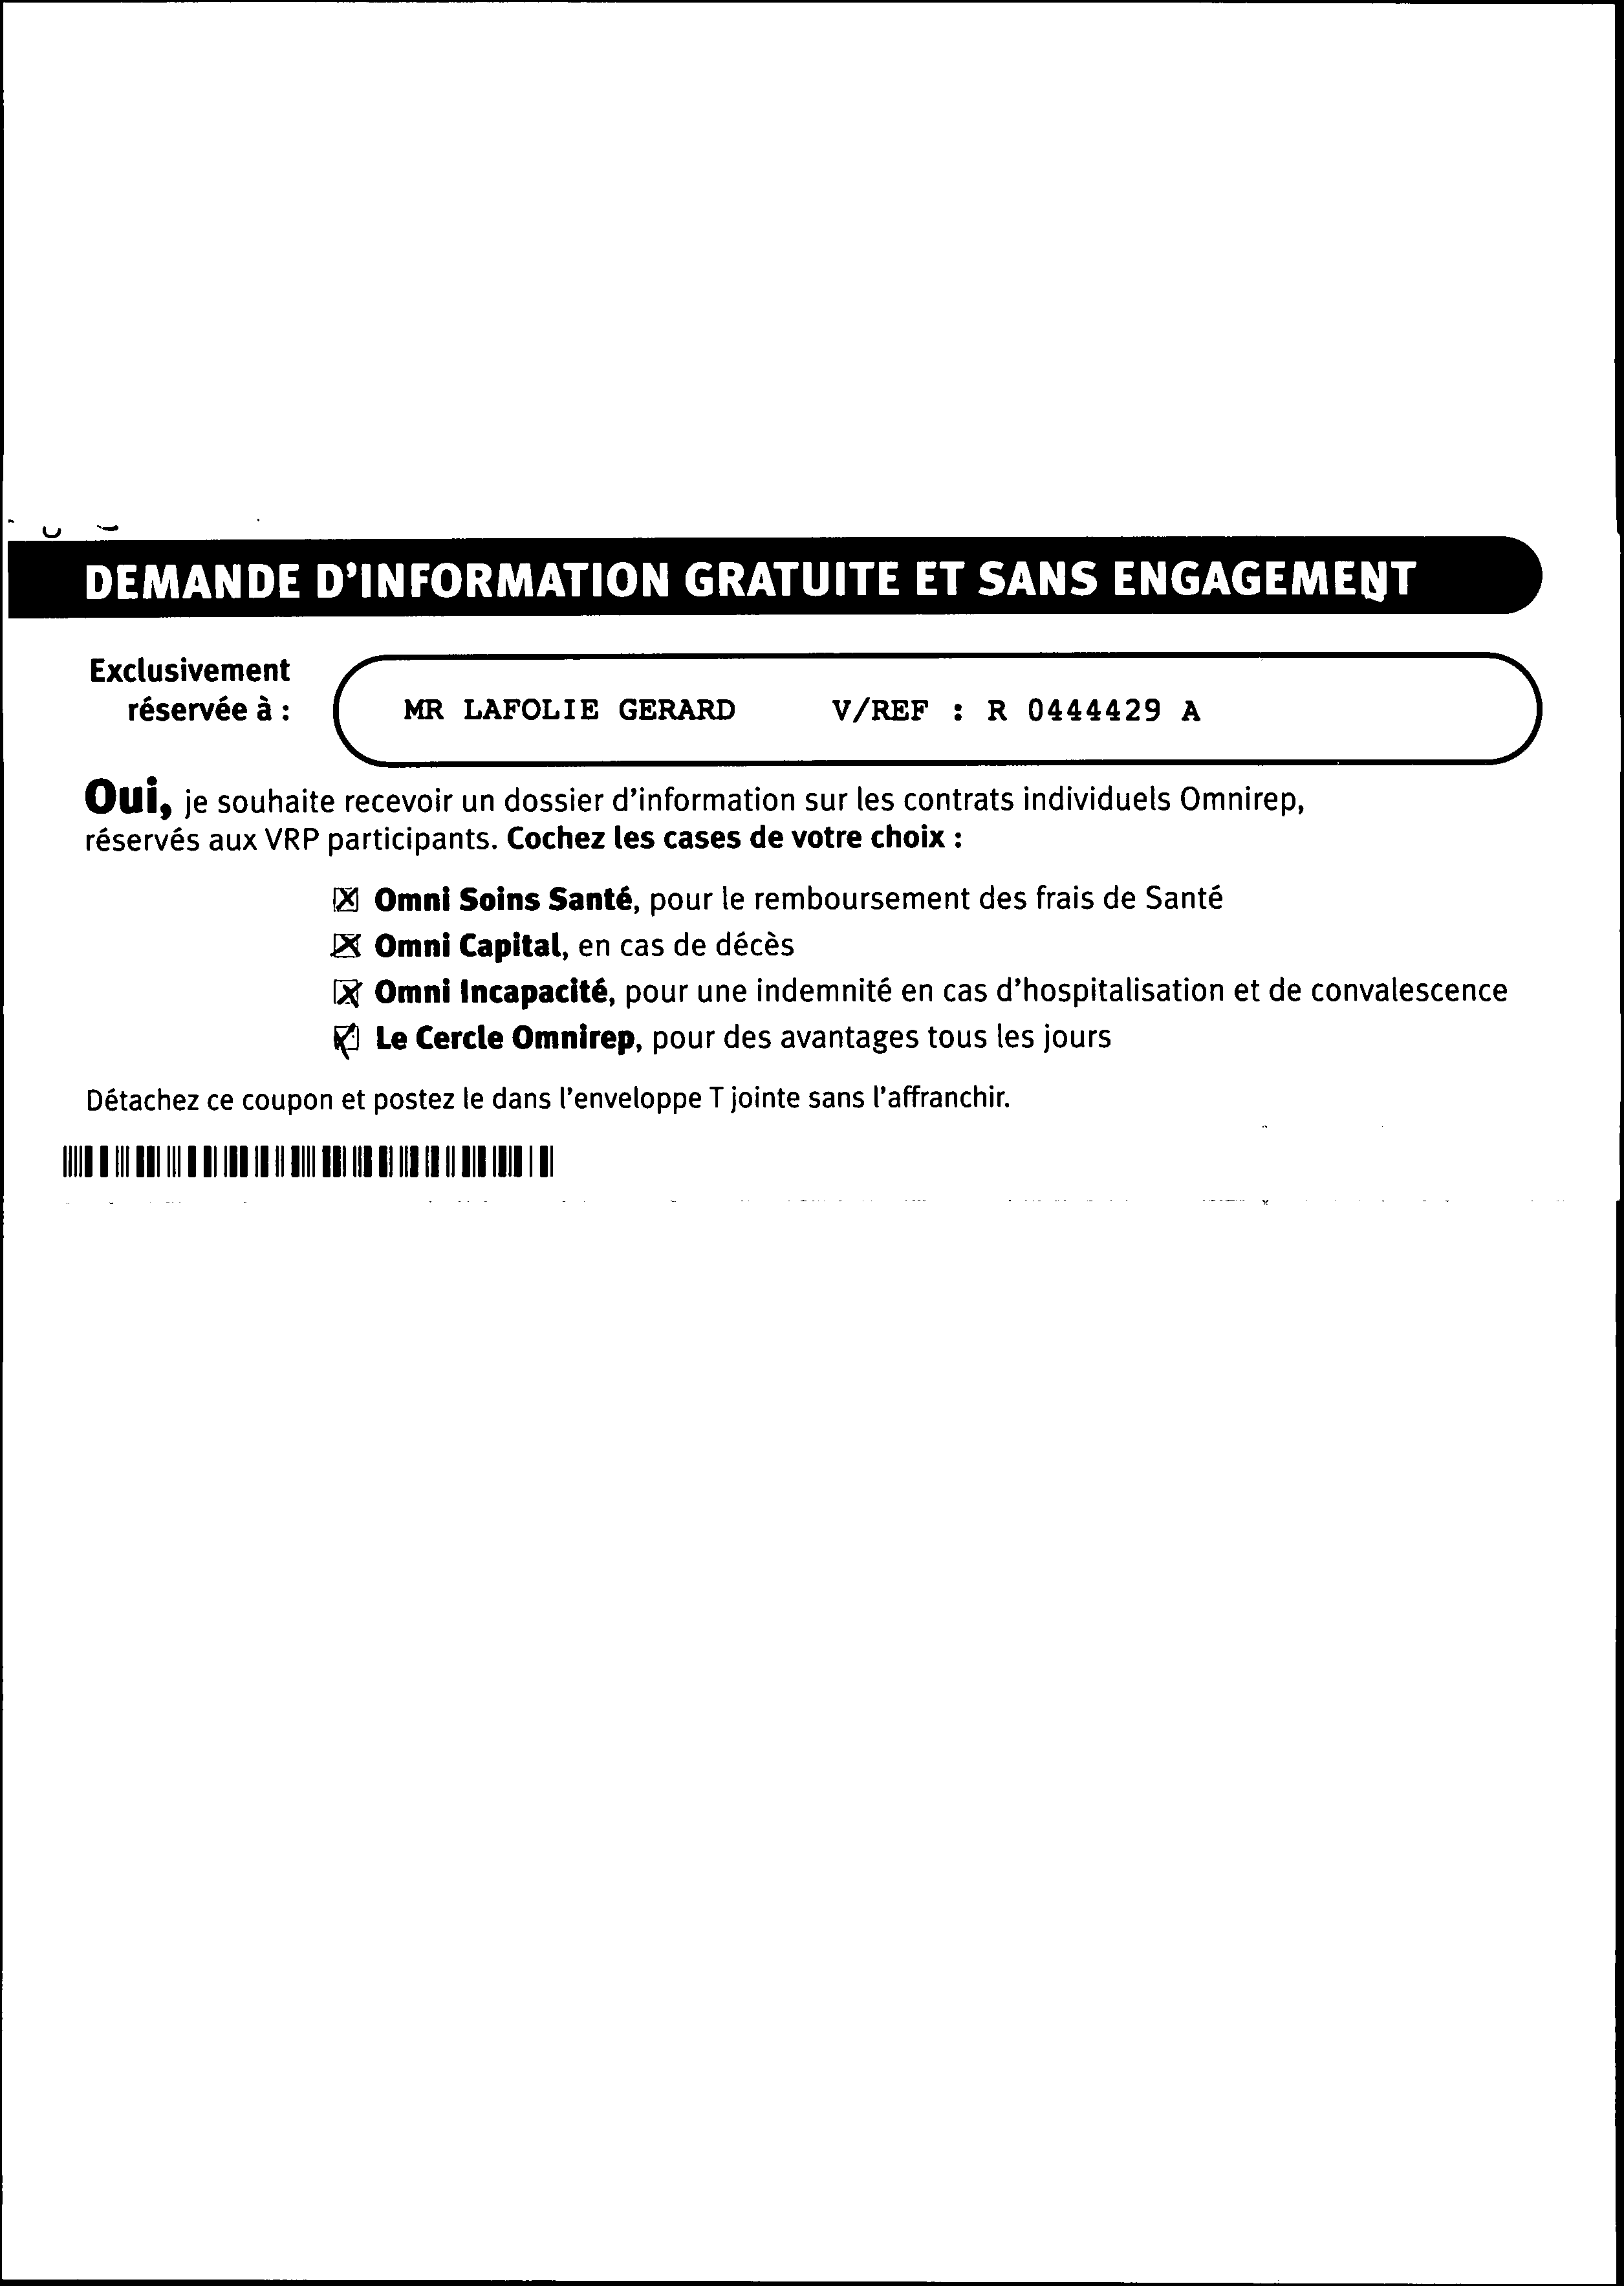 DEMANDE D'INFORMATION GRATUITE ET SANS ENGAGEMENT
Exclusivement
réservée à :
MR LAFOLIE GERARD V/REF : R 0444429 A
Oui, je souhaite recevoir un dossier d'information sur les contrats individuels Omnirep,
réservés aux VRP participants. Cochez les cases de votre choix :
Omni Soins Santé, pour le remboursement des frais de Santé
Omni Capital, en cas de décès
Omni Incapacité, pour une indemnité en cas d'hospitalisation et de convalescence
Le Cercle Omnirep, pour des avantages tous les jours
Détachez ce coupon et postez le dans l'enveloppe T jointe sans l'affranchir.